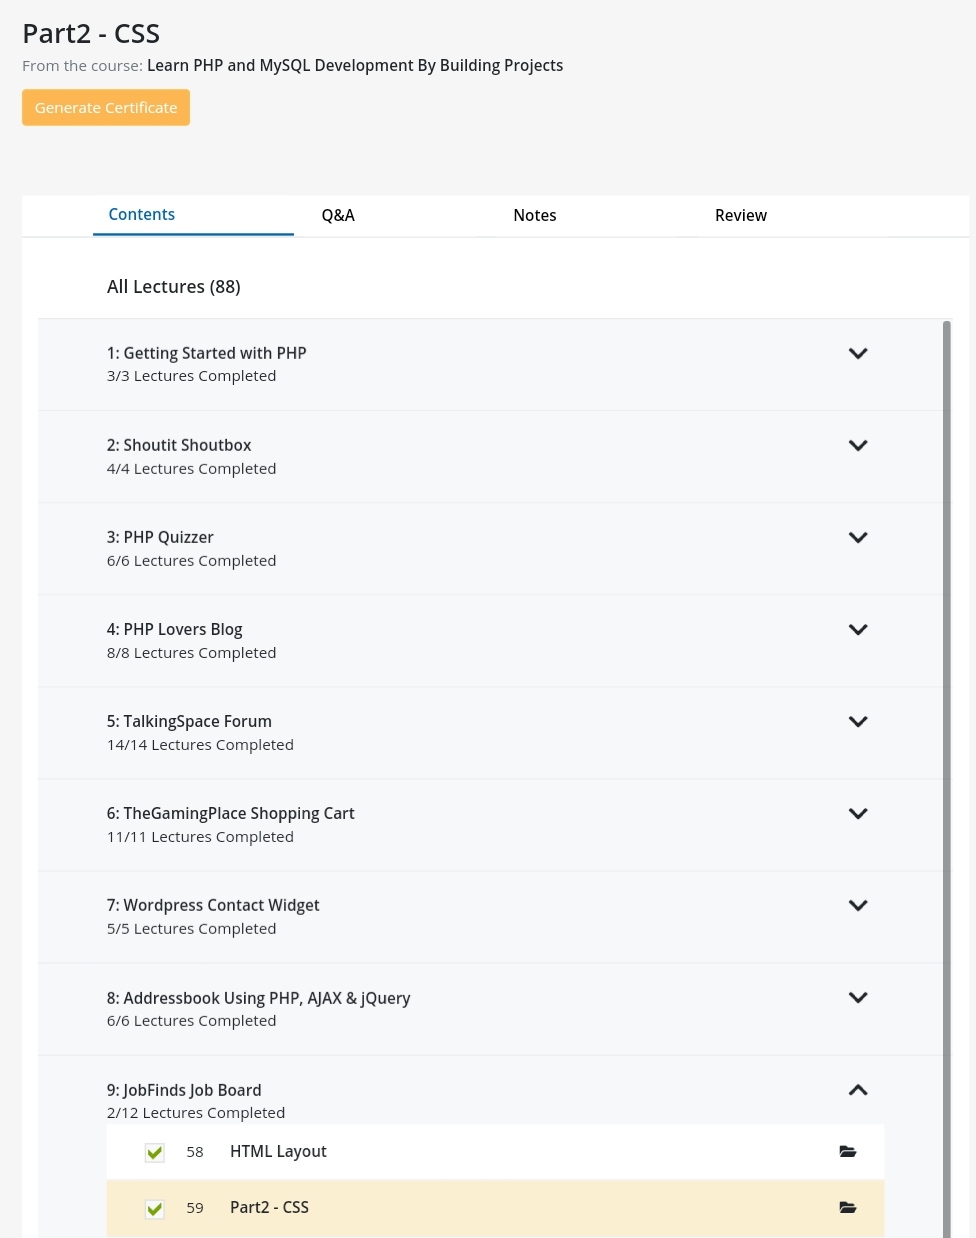 Part2 - CSS
From the course: Learn PHP and MySQL Development By Building Projects
Generate Certificate
Contents Q&A Notes Review
All Lectures (88)
1: Getting Started with PHP
3/3 Lectures Completed
2: Shoutit Shoutbox
4/4 Lectures Completed
3: PHP Quizzer
6/6 Lectures Completed
4: PHP Lovers Blog
8/8 Lectures Completed
5: TalkingSpace Forum
14/14 Lectures Completed
6: TheGamingPlace Shopping Cart
11/11 Lectures Completed
7: Wordpress Contact Widget
5/5 Lectures Completed
8: Addressbook Using PHP, AJAX & jQuery
6/6 Lectures Completed
9: JobFinds Job Board
2/12 Lectures Completed
58 HTML Layout
59 Part2 - CSS